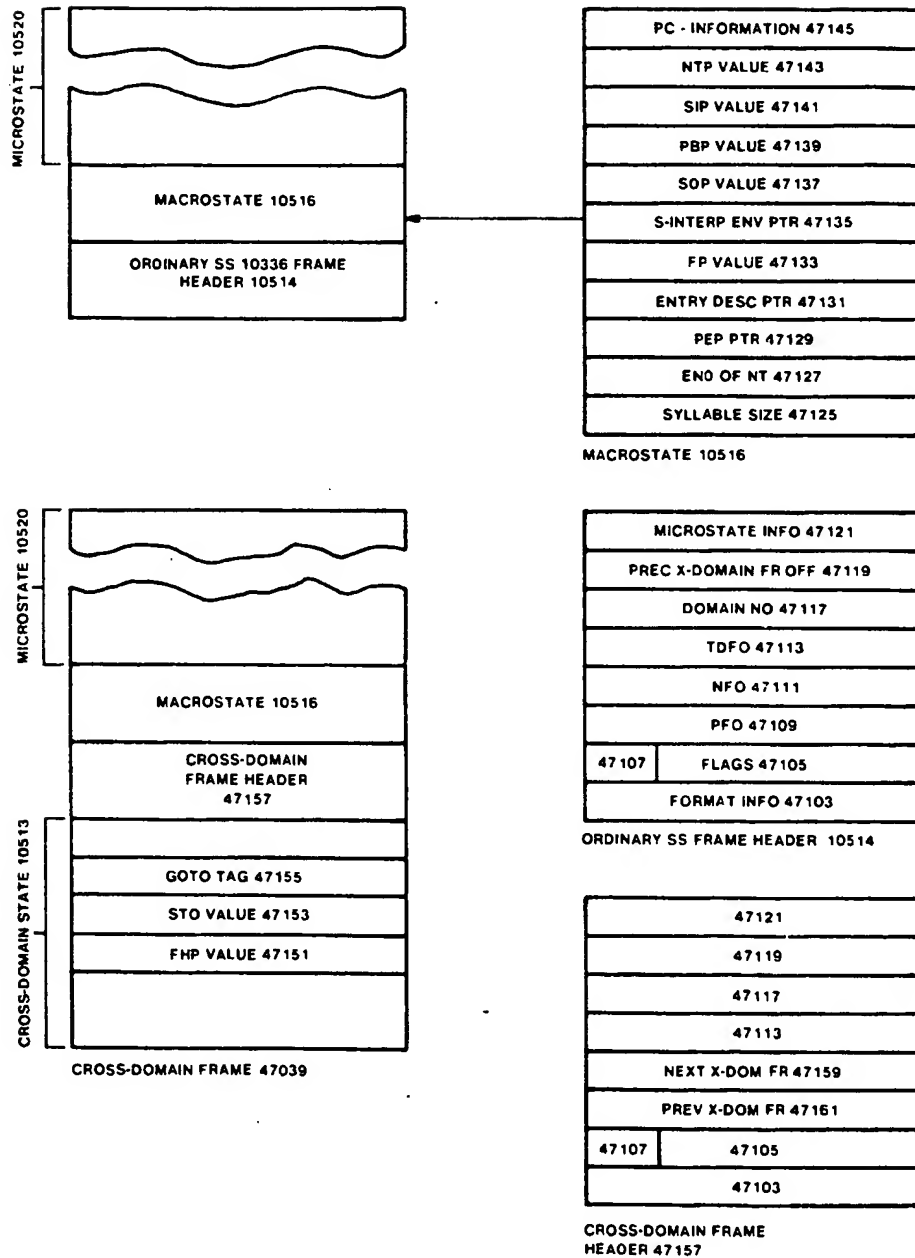 MICROSTATE 10520
MACROSTATE 10516
ORDINARY SS 10336 FRAME
HEADER 10514
PC - INFORMATION 47145
NTP VALUE 47143
SIP VALUE 47141
PBP VALUE 47139
SOP VALUE 47137
S-INTERP ENV PTR 47135
FP VALUE 47133
ENTRY DESC PTR 47131
PEP PTR 47129
END OF NT 47127
SYLLABLE SIZE 47125
MACROSTATE 10516
MICROSTATE 10520
MACROSTATE 10516
CROSS-DOMAIN
FRAME HEADER
47157
CROSS-DOMAIN STATE 10513
GOTO TAG 47155
STO VALUE 47153
FHP VALUE 47151
CROSS-DOMAIN FRAME 47039
MICROSTATE INFO 47121
PREC X-DOMAIN FR OFF 47119
DOMAIN NO 47117
TDFO 47113
NFO 47111
PFO 47109
47107 FLAGS 47105
FORMAT INFO 47103
ORDINARY SS FRAME HEADER 10514
47121
47119
47117
47113
NEXT X-DOM FR 47159
PREV X-DOM FR 47161
47107 47105
47103
CROSS-DOMAIN FRAME
HEADER 47157